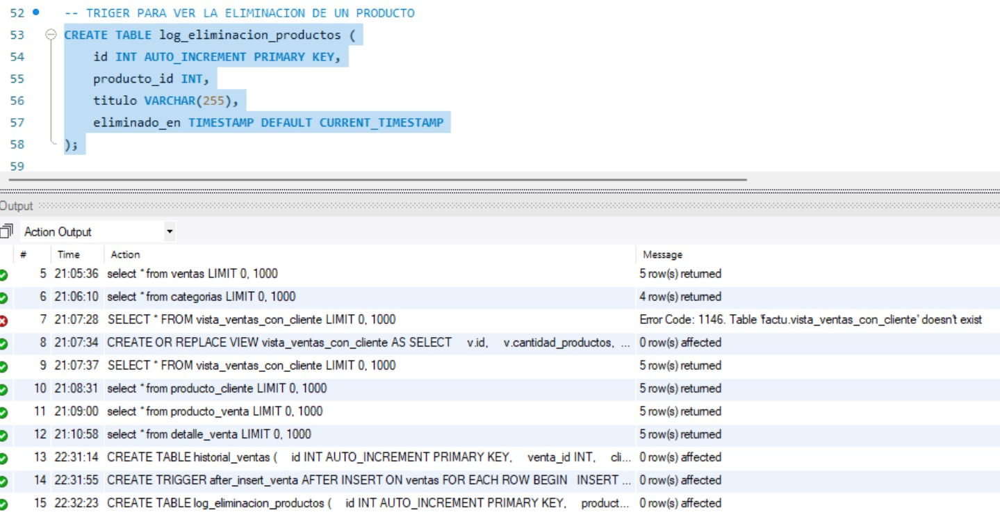 52 -- TRIGER PARA VER LA ELIMINACION DE UN PRODUCTO
53 CREATE TABLE log_eliminacion_productos (
54 id INT AUTO_INCREMENT PRIMARY KEY,
55 producto_id INT,
56 titulo VARCHAR(255),
57 eliminado_en TIMESTAMP DEFAULT CURRENT_TIMESTAMP
58 );
59
Output
Action Output
# Time Action Message
5 21:05:36 select * from ventas LIMIT 0, 1000 5 row(s) returned
6 21:06:10 select * from categorias LIMIT 0, 1000 4 row(s) returned
7 21:07:28 SELECT * FROM vista_ventas_con_cliente LIMIT 0, 1000 Error Code: 1146. Table 'factu.vista_ventas_con_cliente' doesn't exist
8 21:07:34 CREATE OR REPLACE VIEW vista_ventas_con_cliente AS SELECT v.id, v.cantidad_productos, ... 0 row(s) affected
9 21:07:37 SELECT * FROM vista_ventas_con_cliente LIMIT 0, 1000 5 row(s) returned
10 21:08:31 select * from producto_cliente LIMIT 0, 1000 5 row(s) returned
11 21:09:00 select * from producto_venta LIMIT 0, 1000 5 row(s) returned
12 21:10:58 select * from detalle_venta LIMIT 0, 1000 5 row(s) returned
13 22:31:14 CREATE TABLE historial_ventas ( id INT AUTO_INCREMENT PRIMARY KEY, venta_id INT, cli... 0 row(s) affected
14 22:31:55 CREATE TRIGGER after_insert_venta AFTER INSERT ON ventas FOR EACH ROW BEGIN INSERT ... 0 row(s) affected
15 22:32:23 CREATE TABLE log_eliminacion_productos ( id INT AUTO_INCREMENT PRIMARY KEY, product... 0 row(s) affected